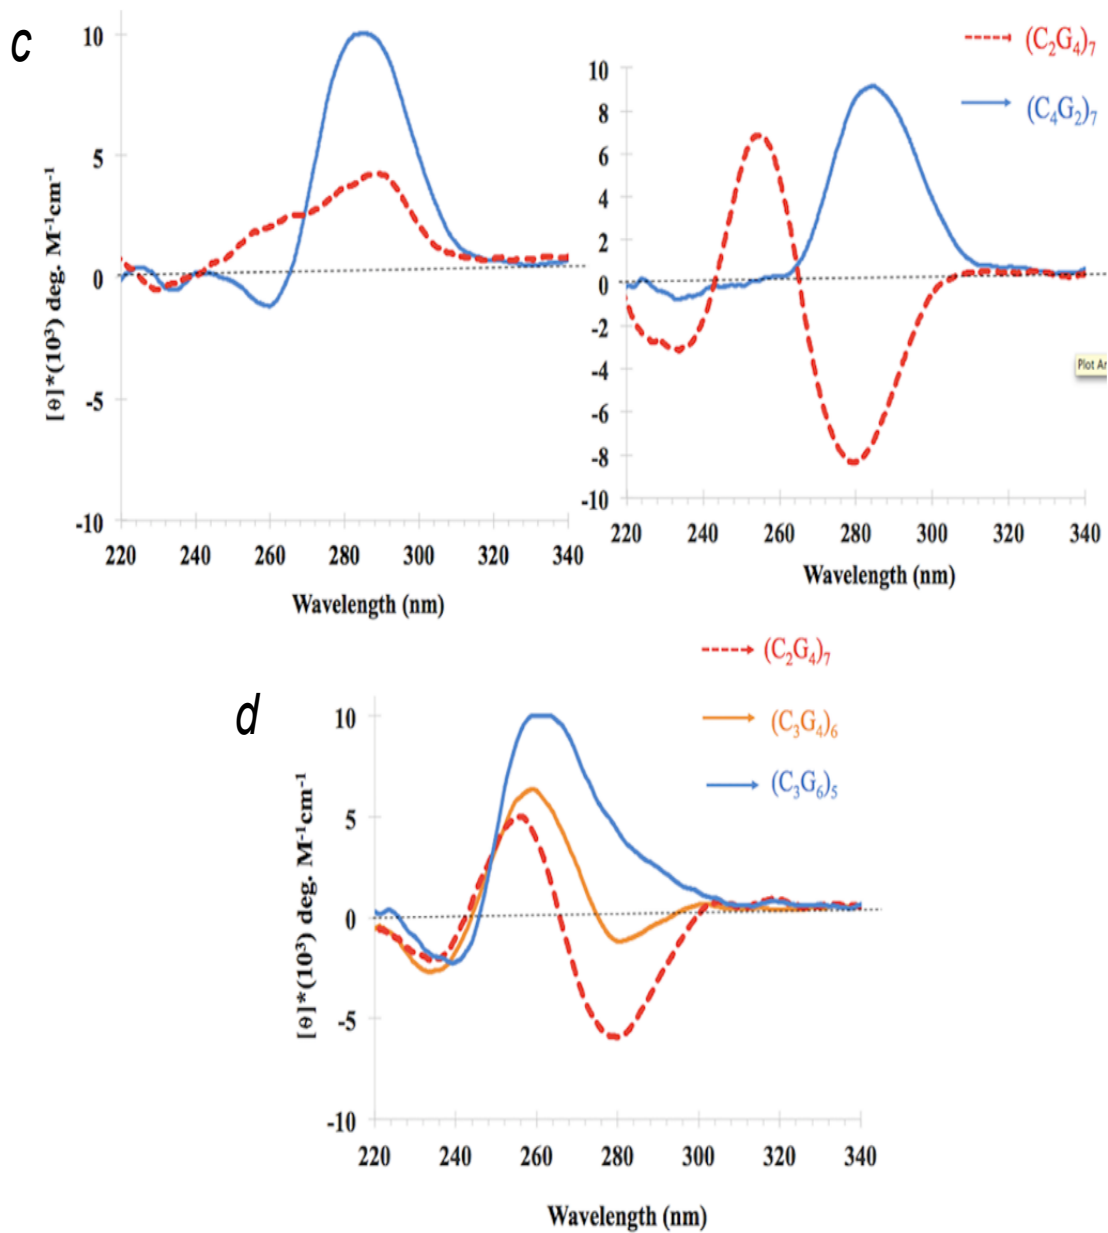 c
(C₂G₄)₇
(C₄G₂)₇
[θ]*(10³) deg. M⁻¹cm⁻¹
10
5
0
-5
-10
220 240 260 280 300 320 340
Wavelength (nm)
10
8
6
4
2
0
-2
-4
-6
-8
-10
220 240 260 280 300 320 340
Wavelength (nm)
Plot Ar
d
(C₂G₄)₇
(C₃G₄)₆
(C₃G₆)₅
[θ]*(10³) deg. M⁻¹cm⁻¹
10
5
0
-5
-10
220 240 260 280 300 320 340
Wavelength (nm)